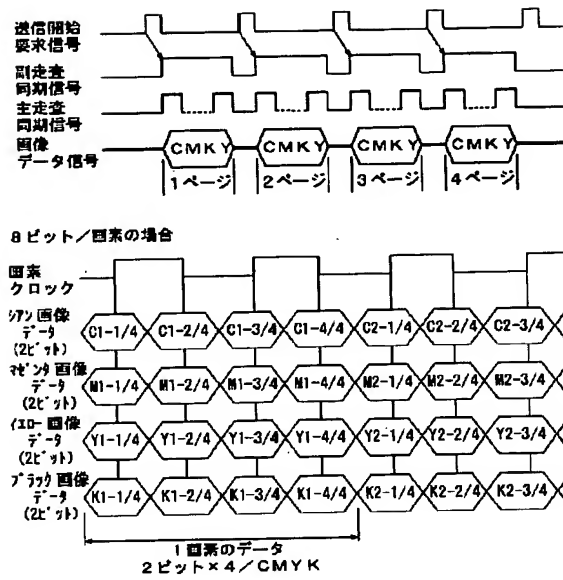 送信開始
要求信号
副走査
同期信号
主走査
同期信号
画像
データ信号
CMKY CMKY CMKY CMKY
1ページ 2ページ 3ページ 4ページ
8ビット／画素の場合
画素
クロック
シアン画像
データ
(2ビット)
C1-1/4 C1-2/4 C1-3/4 C1-4/4 C2-1/4 C2-2/4 C2-3/4
マゼンタ画像
データ
(2ビット)
M1-1/4 M1-2/4 M1-3/4 M1-4/4 M2-1/4 M2-2/4 M2-3/4
イエロー画像
データ
(2ビット)
Y1-1/4 Y1-2/4 Y1-3/4 Y1-4/4 Y2-1/4 Y2-2/4 Y2-3/4
ブラック画像
データ
(2ビット)
K1-1/4 K1-2/4 K1-3/4 K1-4/4 K2-1/4 K2-2/4 K2-3/4
1画素のデータ
2ビット×4／CMYK